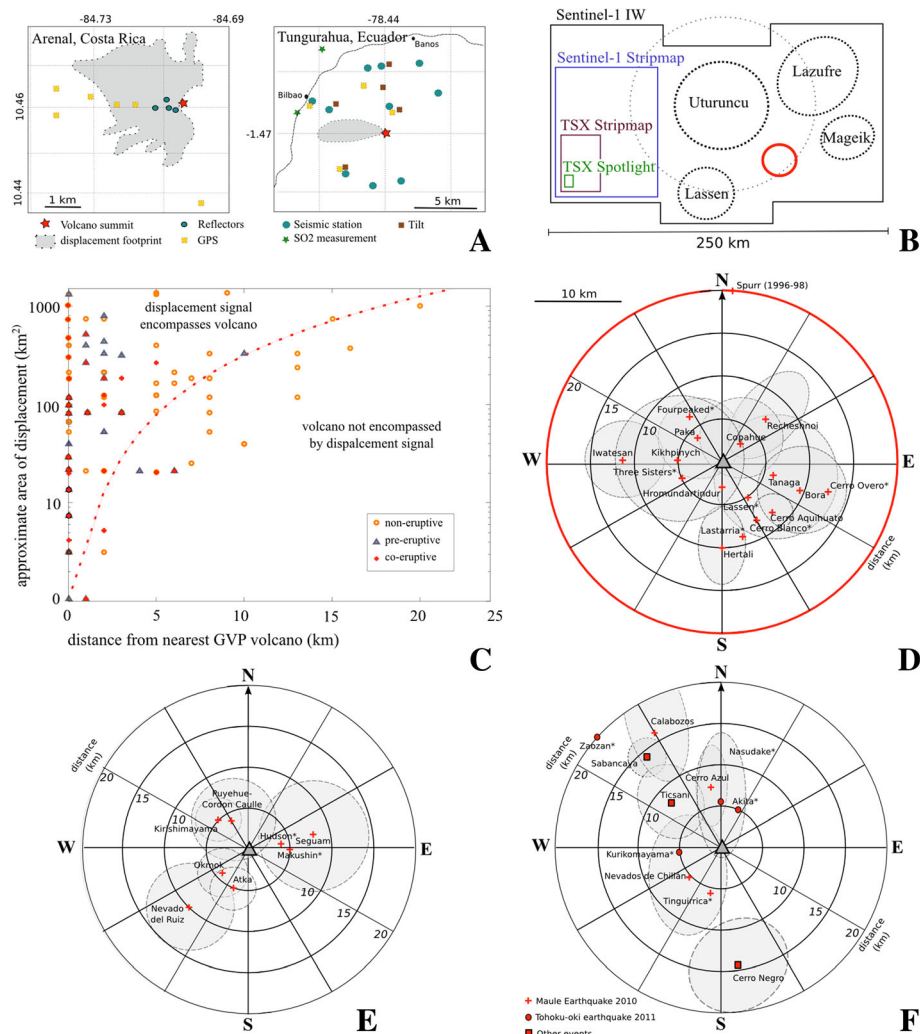 -84.73
-84.69
Arenal, Costa Rica
10.46
10.44
1 km
-78.44
Tungurahua, Ecuador
Banos
Bilbao
-1.47
5 km
Volcano summit
Reflectors
Seismic station
Tilt
displacement footprint
GPS
SO2 measurement
A
Sentinel-1 IW
Sentinel-1 Stripmap
TSX Stripmap
TSX Spotlight
Uturuncu
Lazufre
Mageik
Lassen
250 km
B
approximate area of displacement (km2)
1000
100
10
1
0
displacement signal
encompasses volcano
volcano not encompassed
by dispalcement signal
non-eruptive
pre-eruptive
co-eruptive
0
5
10
15
20
25
distance from nearest GVP volcano (km)
C
10 km
N
Spurr (1996-98)
20
15
10
Fourpeaked*
Paka
Copahue
Recheshnoi
W
Iwatesan
Kikhpinych
E
Three Sisters*
Tanaga
Cerro Overo*
Hromundartindur
Bora
Lassen*
Cerro Aquihuato
Lastarria*
Cerro Blanco*
Hertali
distance
(km)
S
D
N
distance
(km)
20
15
10
Puyehue-
Cordon Caulle
Kirishimayama
Hudson*
Seguam
W
Makushin*
E
Okmok
Atka
Nevado
del Ruiz
10
15
20
S
E
N
Zaozan*
Calabozos
distance
(km)
Sabancaya
Nasudake*
20
Cerro Azul
15
Ticsani
Akita*
10
W
Kurikomayama*
E
Nevados de Chillan
Tinguirrica*
10
15
20
distance
(km)
Cerro Negro
S
Maule Earthquake 2010
Tohoku-oki earthquake 2011
Other events
F